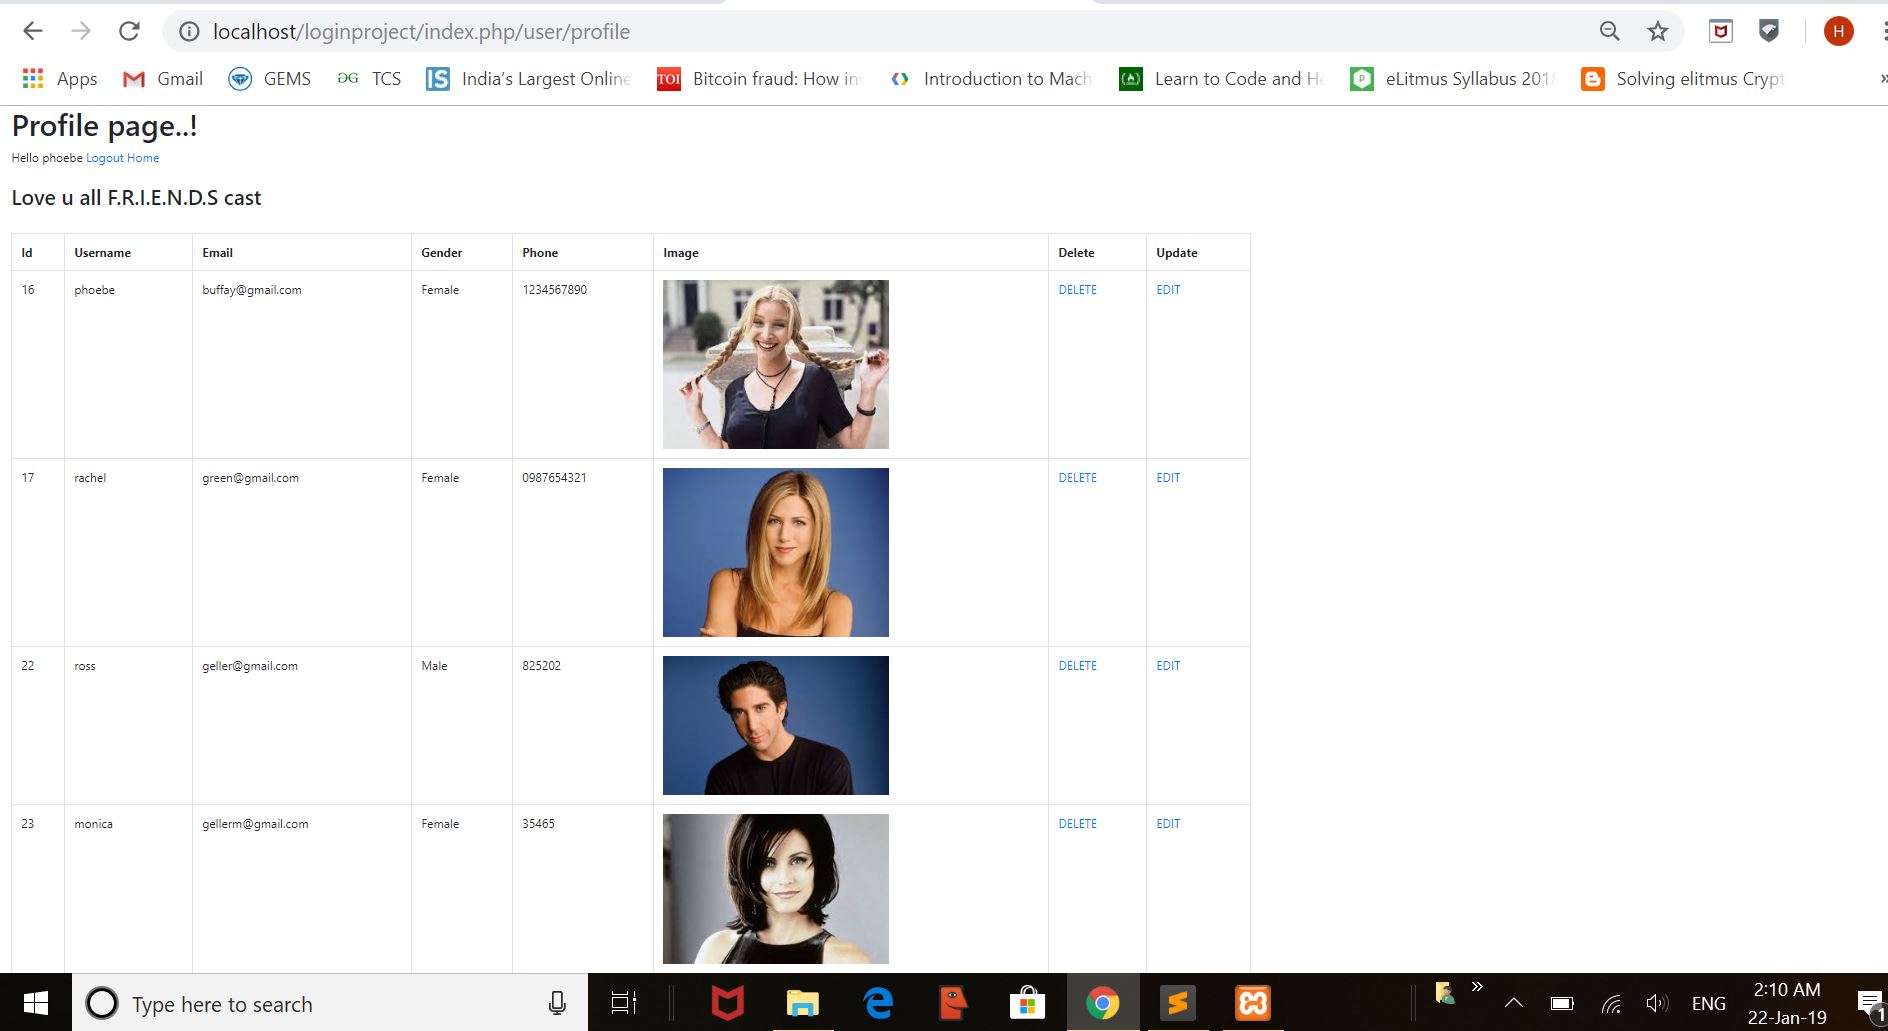 localhost/loginproject/index.php/user/profile
H
Apps Gmail GEMS TCS India's Largest Online Bitcoin fraud: How in Introduction to Mach Learn to Code and He eLitmus Syllabus 2018 Solving elitmus Crypt »
Profile page..!
Hello phoebe Logout Home
Love u all F.R.I.E.N.D.S cast
Id Username Email Gender Phone Image Delete Update
16 phoebe buffay@gmail.com Female 1234567890 DELETE EDIT
17 rachel green@gmail.com Female 0987654321 DELETE EDIT
22 ross geller@gmail.com Male 825202 DELETE EDIT
23 monica gellerm@gmail.com Female 35465 DELETE EDIT
Type here to search
ENG
2:10 AM
22-Jan-19
1